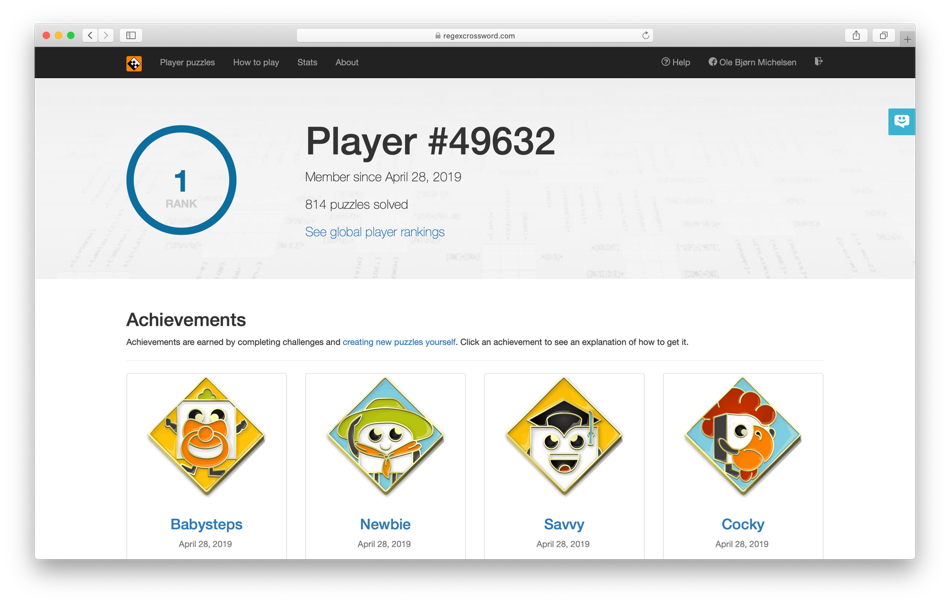 regexcrossword.com
Player puzzles How to play Stats About Help Ole Bjørn Michelsen
1
RANK
Player #49632
Member since April 28, 2019
814 puzzles solved
See global player rankings
Achievements
Achievements are earned by completing challenges and creating new puzzles yourself. Click an achievement to see an explanation of how to get it.
Babysteps Newbie Savvy Cocky
April 28, 2019 April 28, 2019 April 28, 2019 April 28, 2019